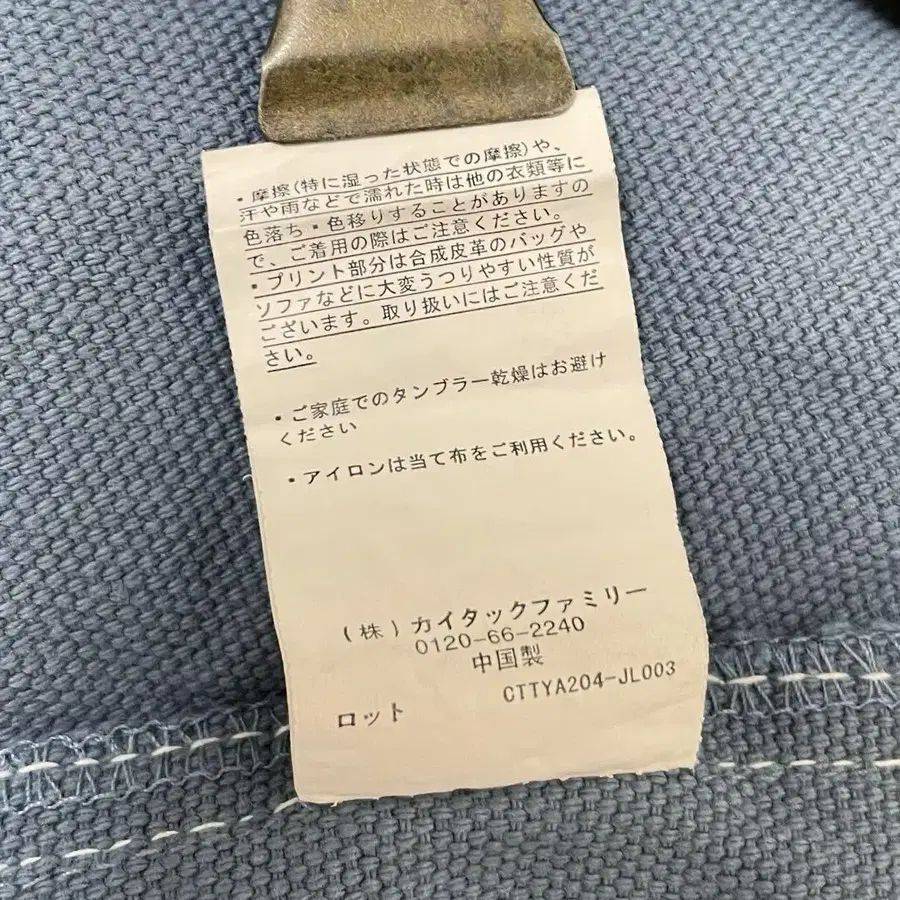 ・摩擦(特に湿った状態での摩擦)や、
汗や雨などで濡れた時は他の衣類等に
色落ち・色移りすることがありますの
で、ご着用の際はご注意ください。
・プリント部分は合成皮革のバッグや
ソファなどに大変うつりやすい性質が
ございます。取り扱いにはご注意くだ
さい。
・ご家庭でのタンブラー乾燥はお避け
ください
・アイロンは当て布をご利用ください。
(株)カイタックファミリー
0120-66-2240
中国製
ロット CTTYA204-JL003